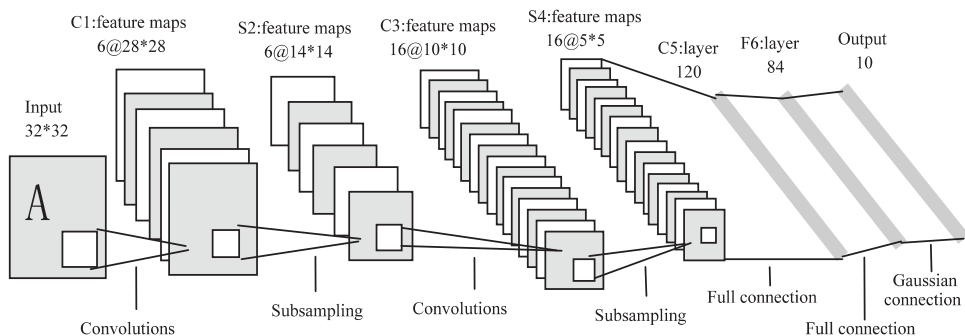 C1:feature maps
6@28*28
S2:feature maps
6@14*14
C3:feature maps
16@10*10
S4:feature maps
16@5*5
C5:layer
120
F6:layer
84
Output
10
Input
32*32
A
Convolutions
Subsampling
Convolutions
Subsampling
Full connection
Full connection
Gaussian
connection